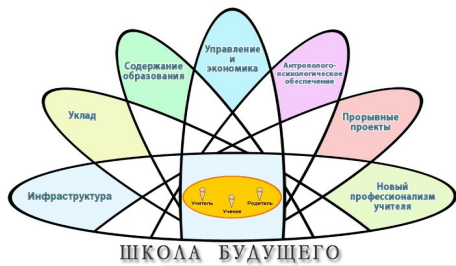 Управление
и
экономика
Содержание
образования
Антрополого-
психологическое
обеспечение
Уклад
Прорывные
проекты
Инфраструктура
Новый
профессионализм
учителя
Учитель
Ученик
Родитель
ШКОЛА БУДУЩЕГО